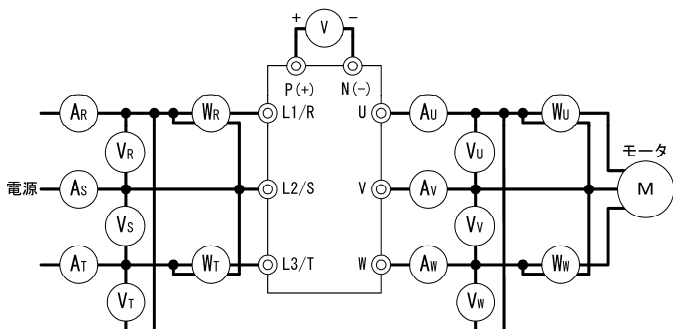 + V −
P(+) N(−)
AR WR L1/R U AU WU
VR VU モータ
電源 AS L2/S V AV M
VS VV
AT WT L3/T W AW WW
VT VW